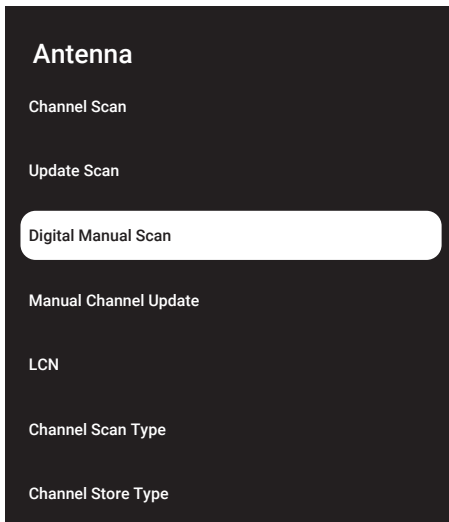 Antenna
Channel Scan
Update Scan
Digital Manual Scan
Manual Channel Update
LCN
Channel Scan Type
Channel Store Type